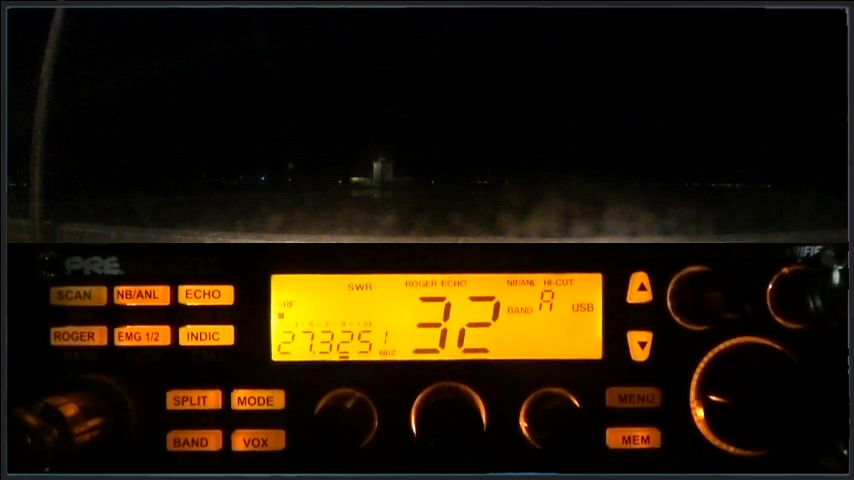 PRE
SCAN NB/ANL ECHO
ROGER EMG 1/2 INDIC
SPLIT MODE
BAND VOX
SWR ROGER ECHO NB/ANL HI-CUT
RF BAND A USB
32
27.3251 MHZ
MENU
MEM